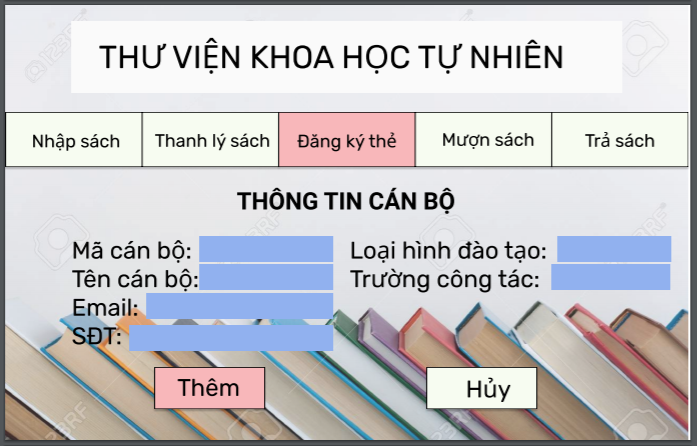 THƯ VIỆN KHOA HỌC TỰ NHIÊN
Nhập sách Thanh lý sách Đăng ký thẻ Mượn sách Trả sách
THÔNG TIN CÁN BỘ
Mã cán bộ: Loại hình đào tạo:
Tên cán bộ: Trường công tác:
Email:
SĐT:
Thêm Hủy